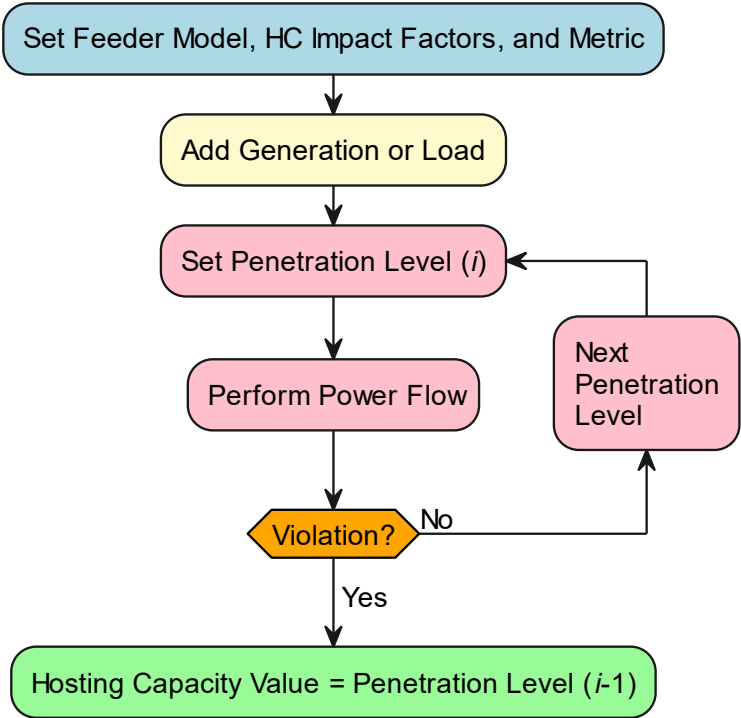 Set Feeder Model, HC Impact Factors, and Metric
Add Generation or Load
Set Penetration Level (i)
Next
Penetration
Level
Perform Power Flow
Violation?
No
Yes
Hosting Capacity Value = Penetration Level (i-1)